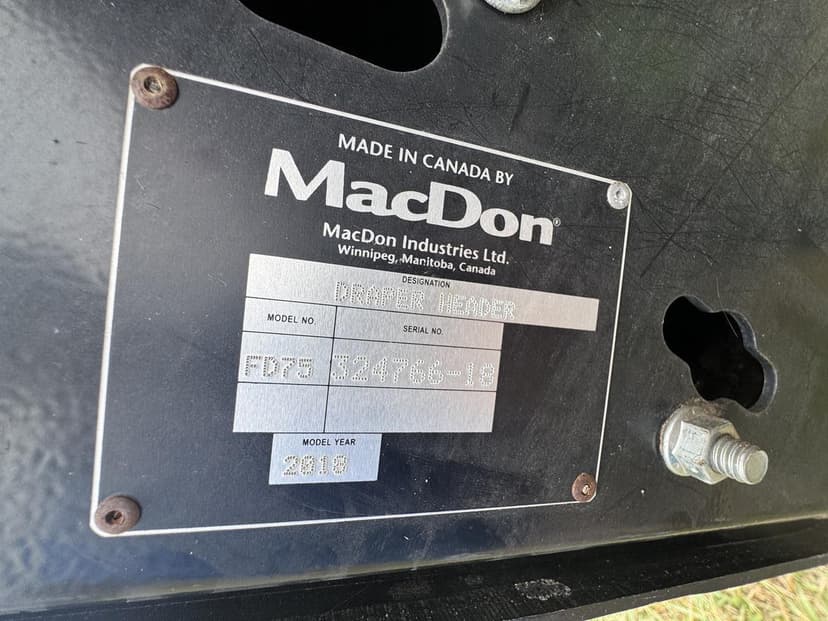 MADE IN CANADA BY
MacDon®
MacDon Industries Ltd.
Winnipeg, Manitoba, Canada
DESIGNATION
DRAPER HEADER
MODEL NO. SERIAL NO.
FD75 324766-18
MODEL YEAR
2018